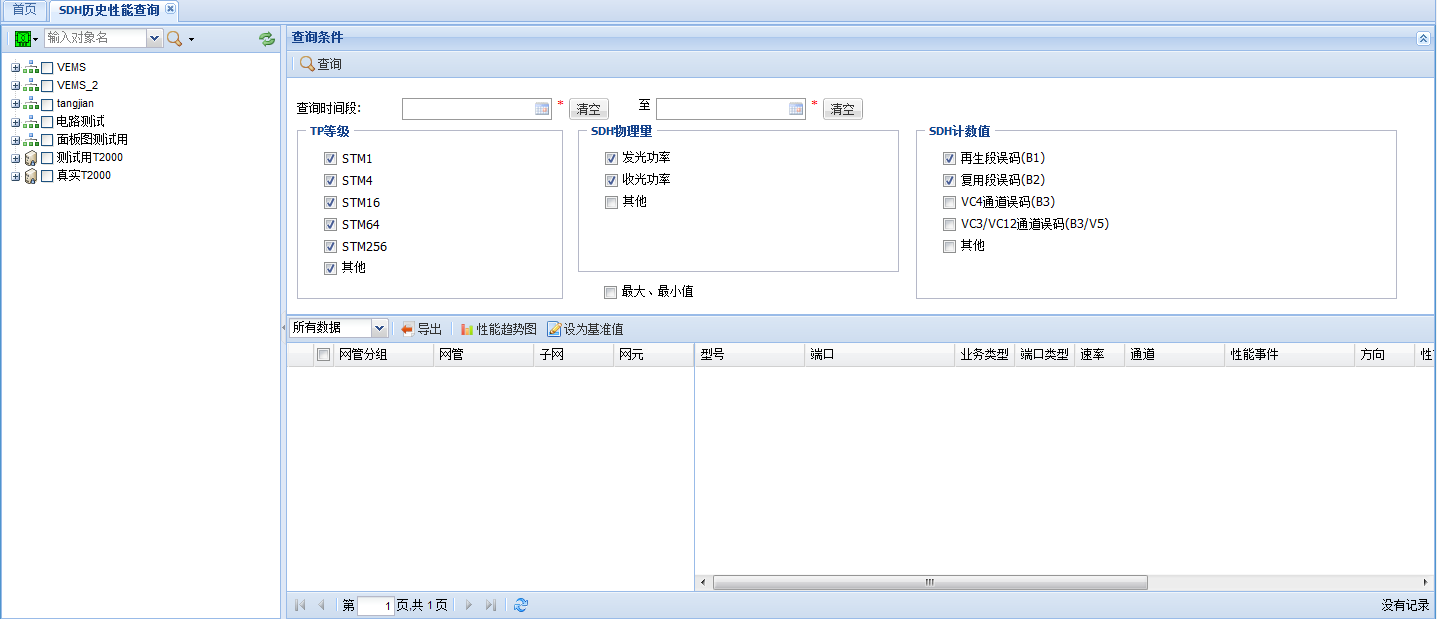 首页 SDH历史性能查询
输入对象名
VEMS
VEMS_2
tangjian
电路测试
面板图测试用
测试用T2000
真实T2000
查询条件
查询
查询时间段: * 清空 至 * 清空
TP等级
STM1
STM4
STM16
STM64
STM256
其他
SDH物理量
发光功率
收光功率
其他
最大、最小值
SDH计数值
再生段误码(B1)
复用段误码(B2)
VC4通道误码(B3)
VC3/VC12通道误码(B3/V5)
其他
所有数据 导出 性能趋势图 设为基准值
网管分组 网管 子网 网元 型号 端口 业务类型 端口类型 速率 通道 性能事件 方向 性
第 1 页,共 1 页 没有记录